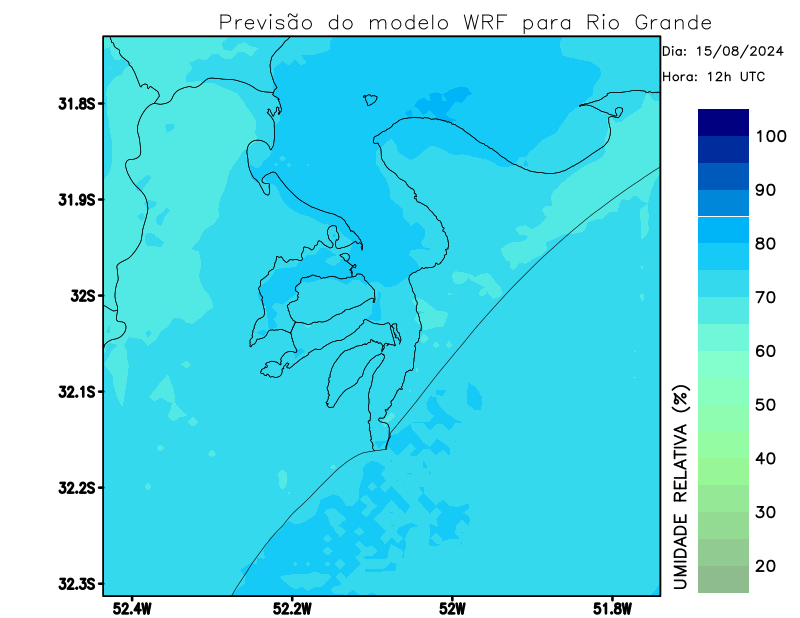 Previsão do modelo WRF para Rio Grande
Dia: 15/08/2024
Hora: 12h UTC
31.8S
31.9S
32S
32.1S
32.2S
32.3S
52.4W
52.2W
52W
51.8W
100
90
80
70
60
50
40
30
20
UMIDADE RELATIVA (%)